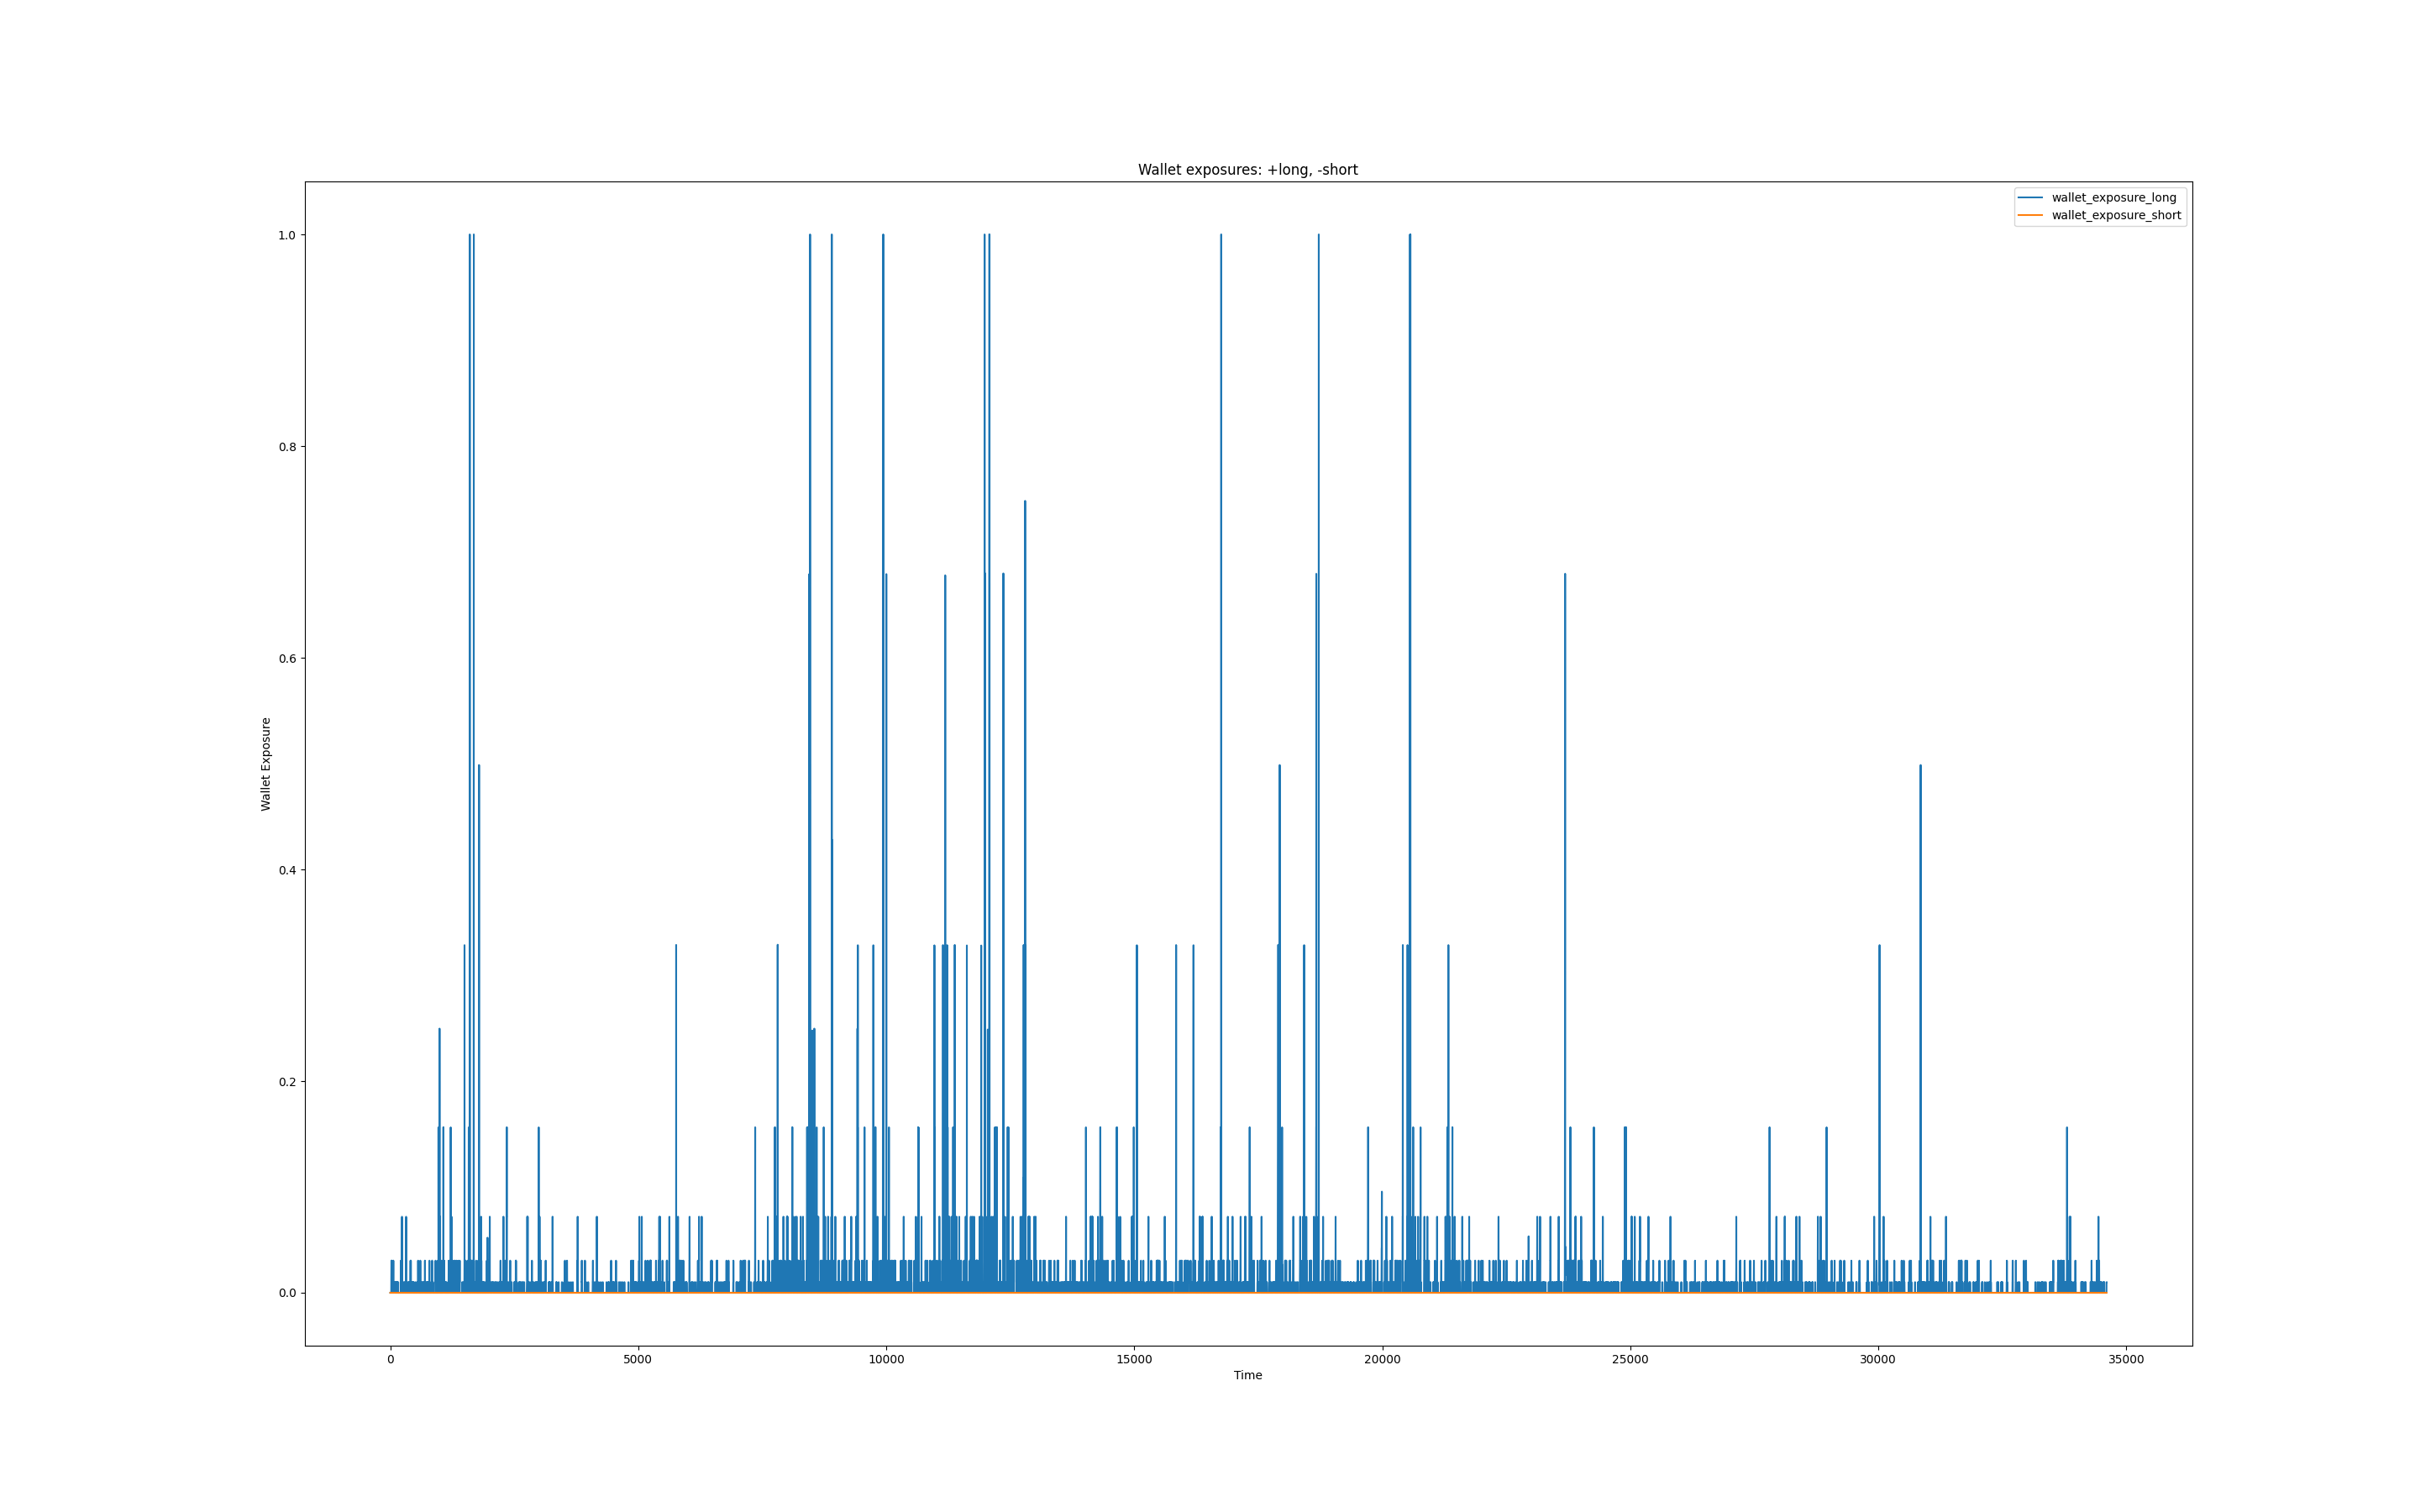 Wallet exposures: +long, -short
wallet_exposure_long
wallet_exposure_short
1.0
0.8
0.6
0.4
0.2
0.0
Wallet Exposure
0 5000 10000 15000 20000 25000 30000 35000
Time